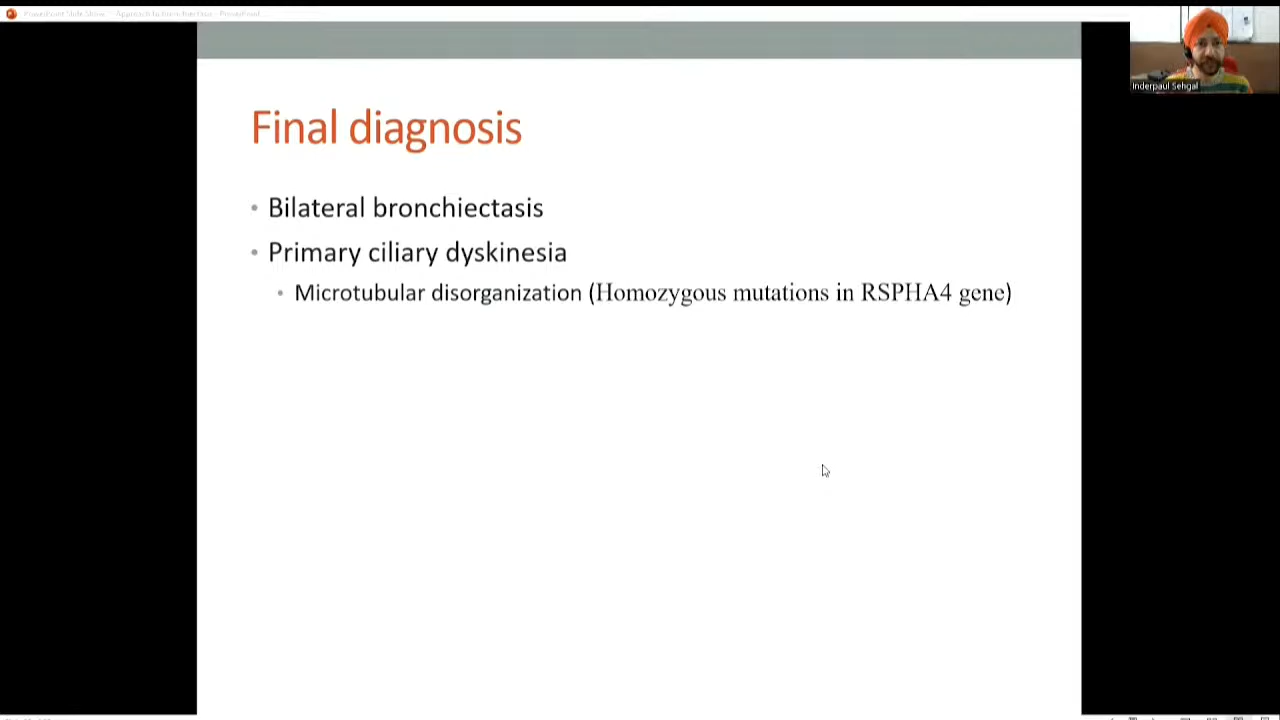 Inderpaul Sehgal
Final diagnosis
• Bilateral bronchiectasis
• Primary ciliary dyskinesia
• Microtubular disorganization (Homozygous mutations in RSPHA4 gene)